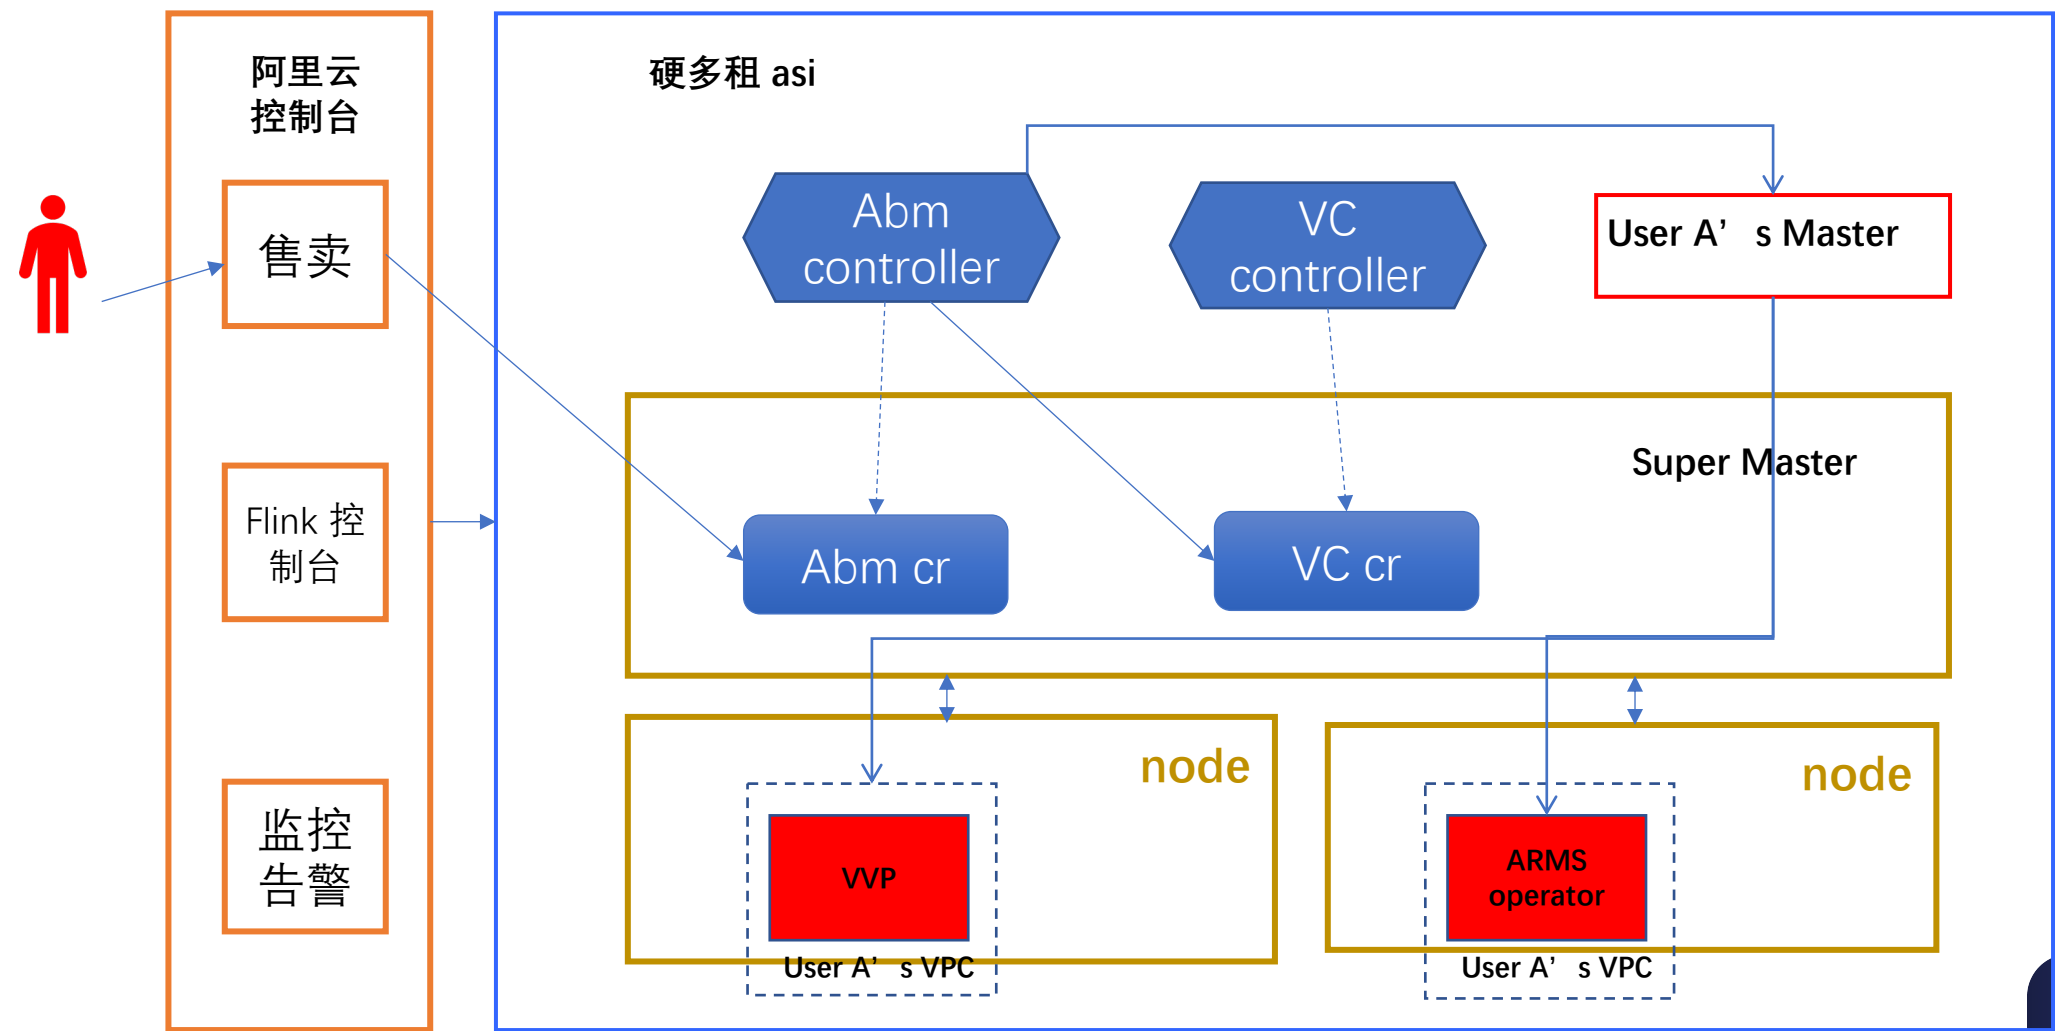 阿里云
控制台
售卖
Flink 控
制台
监控
告警
硬多租 asi
Abm
controller
VC
controller
User A’s Master
Super Master
Abm cr
VC cr
node
VVP
User A’s VPC
node
ARMS
operator
User A’s VPC